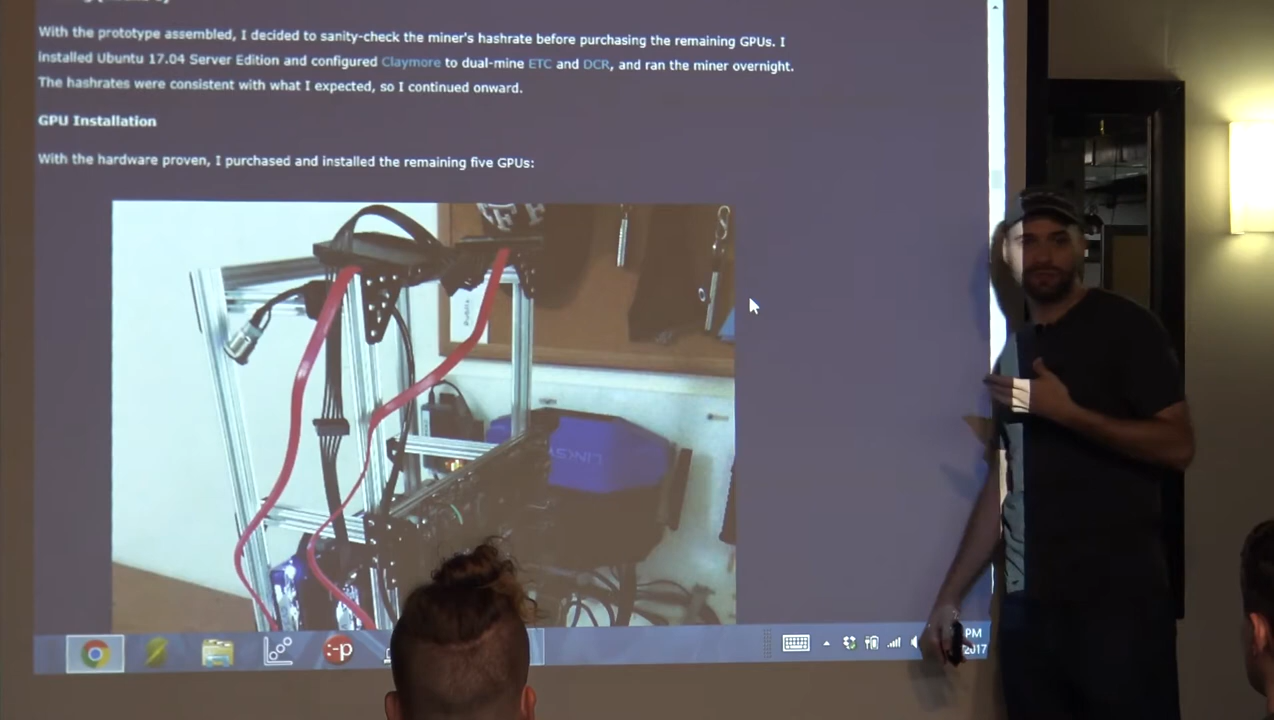 With the prototype assembled, I decided to sanity-check the miner's hashrate before purchasing the remaining GPUs. I
installed Ubuntu 17.04 Server Edition and configured Claymore to dual-mine ETC and DCR, and ran the miner overnight.
The hashrates were consistent with what I expected, so I continued onward.
GPU Installation
With the hardware proven, I purchased and installed the remaining five GPUs:
LINKSYS
:-p
PM
2017